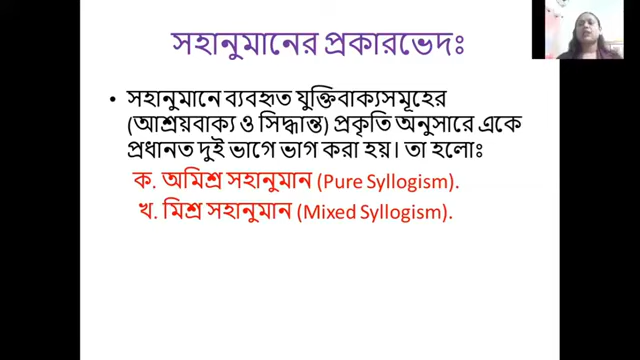 সহানুমানের প্রকারভেদঃ
• সহানুমানে ব্যবহৃত যুক্তিবাক্যসমূহের
(আশ্রয়বাক্য ও সিদ্ধান্ত) প্রকৃতি অনুসারে একে
প্রধানত দুই ভাগে ভাগ করা হয়। তা হলোঃ
ক. অমিশ্র সহানুমান (Pure Syllogism).
খ. মিশ্র সহানুমান (Mixed Syllogism).